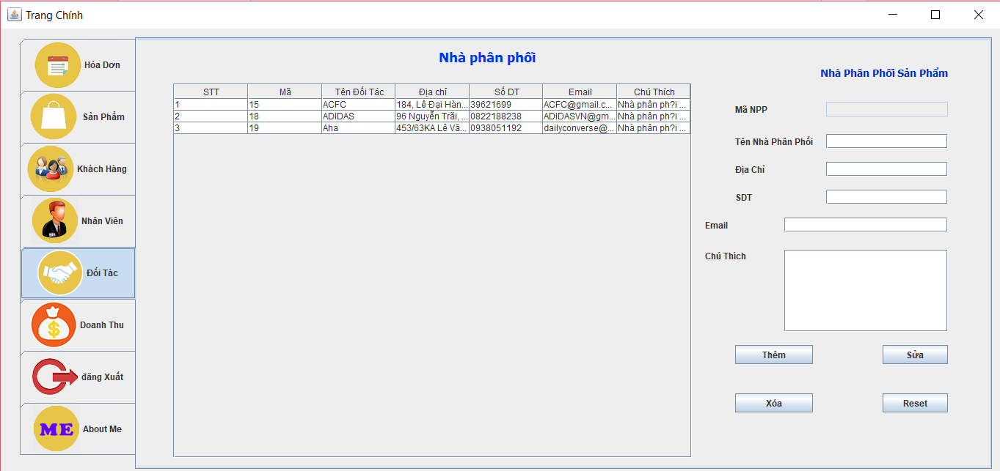 Trang Chính
Hóa Dơn
Sản Phẩm
Khách Hàng
Nhân Viên
Đối Tác
Doanh Thu
đăng Xuất
ME About Me
Nhà phân phối
STT Mã Tên Đối Tác Địa chỉ Số DT Email Chú Thích
1 15 ACFC 184, Lê Đại Hàn... 39621699 ACFC@gmail.c... Nhà phân ph?i ...
2 18 ADIDAS 96 Nguyễn Trãi, ... 0822188238 ADIDASVN@gm... Nhà phân ph?i ...
3 19 Aha 453/63KA Lê Vă... 0938051192 dailyconverse@... Nhà phân ph?i ...
Nhà Phân Phối Sản Phẩm
Mã NPP
Tên Nhà Phân Phối
Địa Chỉ
SDT
Email
Chú Thích
Thêm Sửa
Xóa Reset